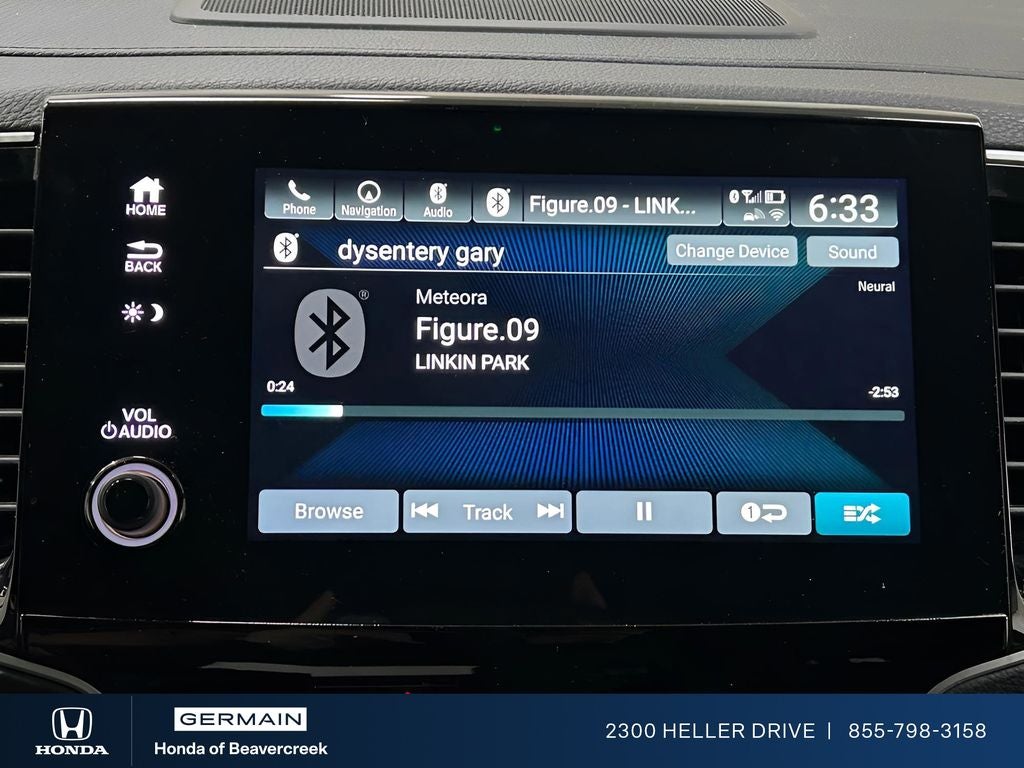 HOME
BACK
VOL
AUDIO
Phone
Navigation
Audio
Figure.09 - LINK...
6:33
dysentery gary
Change Device
Sound
Neural
®
Meteora
Figure.09
LINKIN PARK
0:24
-2:53
Browse
Track
1
HONDA
GERMAIN
Honda of Beavercreek
2300 HELLER DRIVE | 855-798-3158